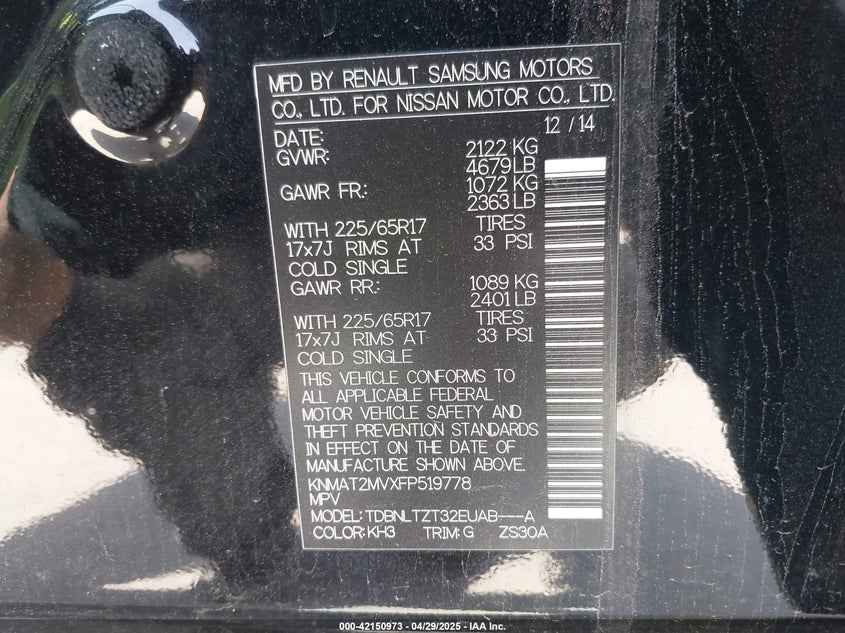 MFD BY RENAULT SAMSUNG MOTORS
CO., LTD. FOR NISSAN MOTOR CO., LTD.
DATE: 12 / 14
GVWR: 2122 KG
4679 LB
GAWR FR: 1072 KG
2363 LB
WITH 225/65R17 TIRES
17x7J RIMS AT 33 PSI
COLD SINGLE
GAWR RR: 1089 KG
2401 LB
WITH 225/65R17 TIRES
17x7J RIMS AT 33 PSI
COLD SINGLE
THIS VEHICLE CONFORMS TO
ALL APPLICABLE FEDERAL
MOTOR VEHICLE SAFETY AND
THEFT PREVENTION STANDARDS
IN EFFECT ON THE DATE OF
MANUFACTURE SHOWN ABOVE.
KNMAT2MVXFP519778
MPV
MODEL: TDBNLTZT32EUAB---A
COLOR: KH3 TRIM: G ZS30A
000-42150973 - 04/29/2025 - IAA Inc.